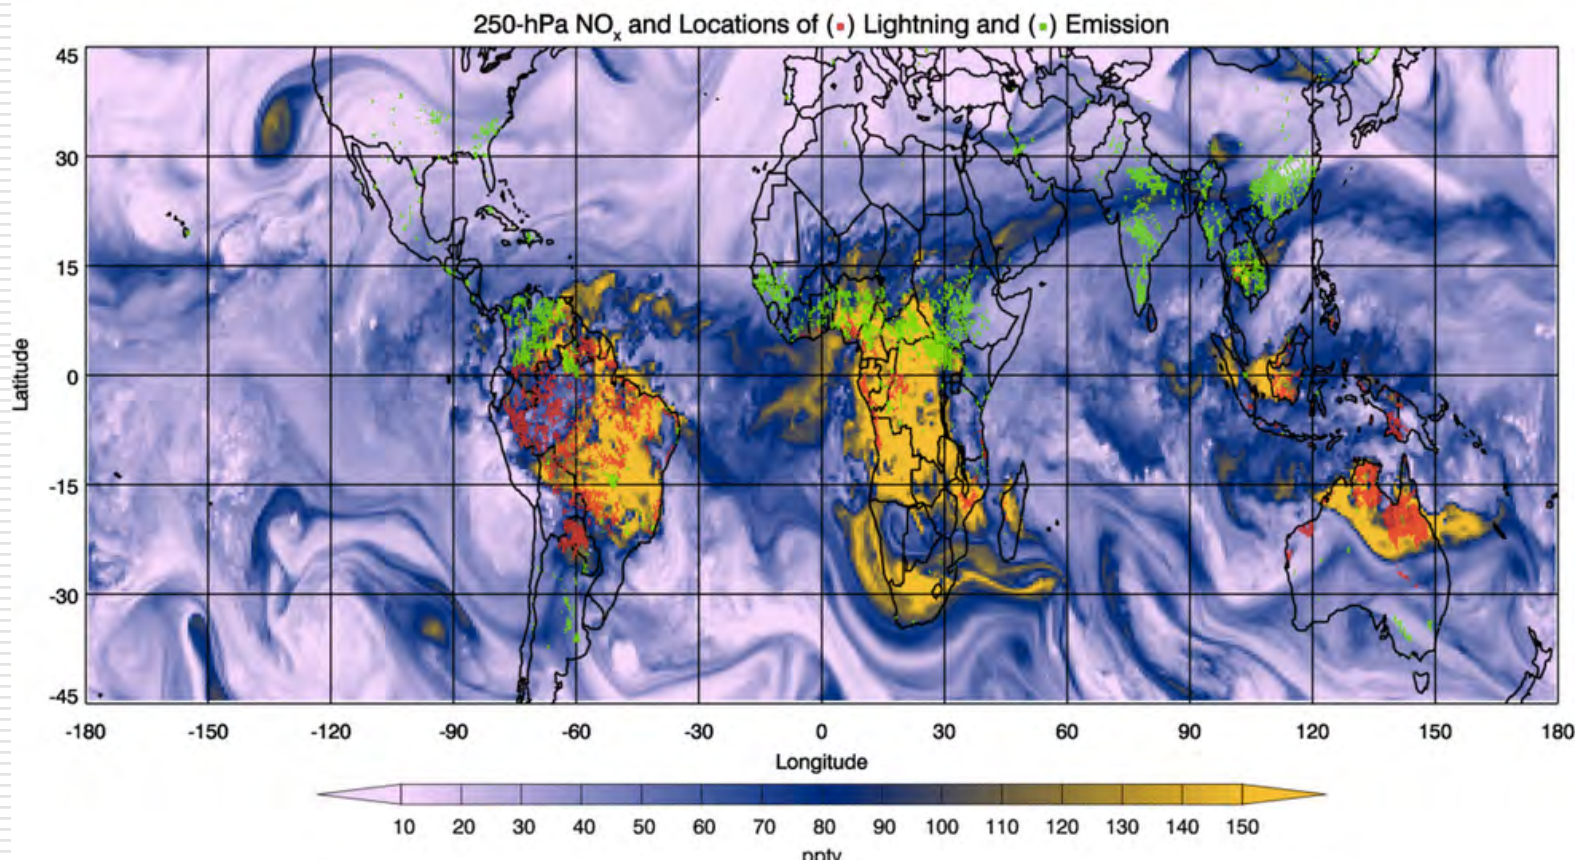 250-hPa NOx and Locations of (▪) Lightning and (▪) Emission
45
30
15
0
-15
-30
-45
Latitude
-180 -150 -120 -90 -60 -30 0 30 60 90 120 150 180
Longitude
10 20 30 40 50 60 70 80 90 100 110 120 130 140 150
pptv